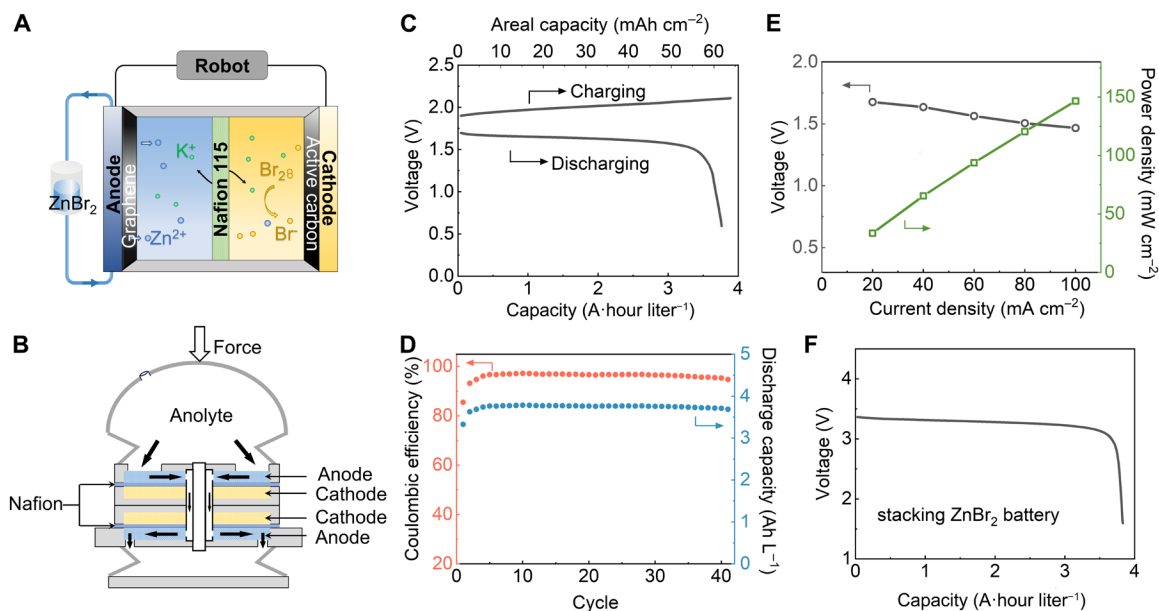 A
Robot
ZnBr2
Anode
Graphene
K+
Zn2+
Nafion 115
Br2
Br−
Active carbon
Cathode
B
Force
Anolyte
Nafion
Anode
Cathode
Cathode
Anode
C
Areal capacity (mAh cm−2)
0 10 20 30 40 50 60
Voltage (V)
2.5
2.0
1.5
1.0
0.5
0.0
Charging
Discharging
0 1 2 3 4
Capacity (A·hour liter−1)
D
Coulombic efficiency (%)
100
80
60
40
20
Discharge capacity (Ah L−1)
5
4
3
2
1
0
0 10 20 30 40
Cycle
E
Voltage (V)
2.0
1.5
1.0
0.5
Power density (mW cm−2)
150
100
50
0
0 20 40 60 80 100
Current density (mA cm−2)
F
Voltage (V)
4
3
2
1
stacking ZnBr2 battery
0 1 2 3 4
Capacity (A·hour liter−1)